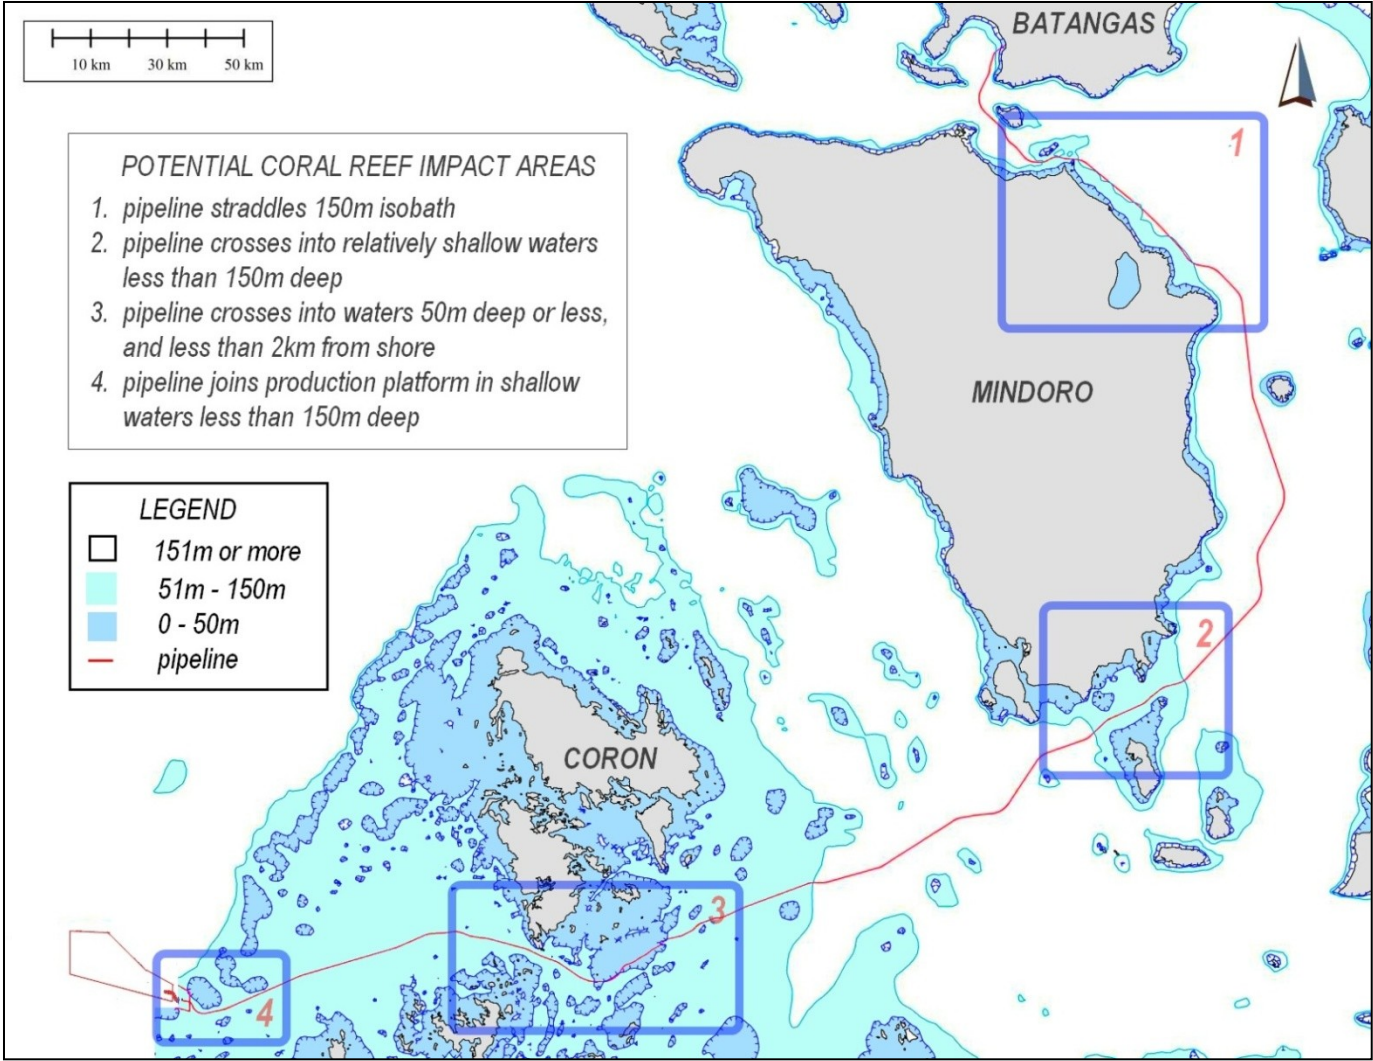 BATANGAS
10 km 30 km 50 km
1
POTENTIAL CORAL REEF IMPACT AREAS
1. pipeline straddles 150m isobath
2. pipeline crosses into relatively shallow waters
less than 150m deep
3. pipeline crosses into waters 50m deep or less,
and less than 2km from shore
4. pipeline joins production platform in shallow
waters less than 150m deep
MINDORO
LEGEND
151m or more
51m - 150m
0 - 50m
pipeline
2
CORON
3
4